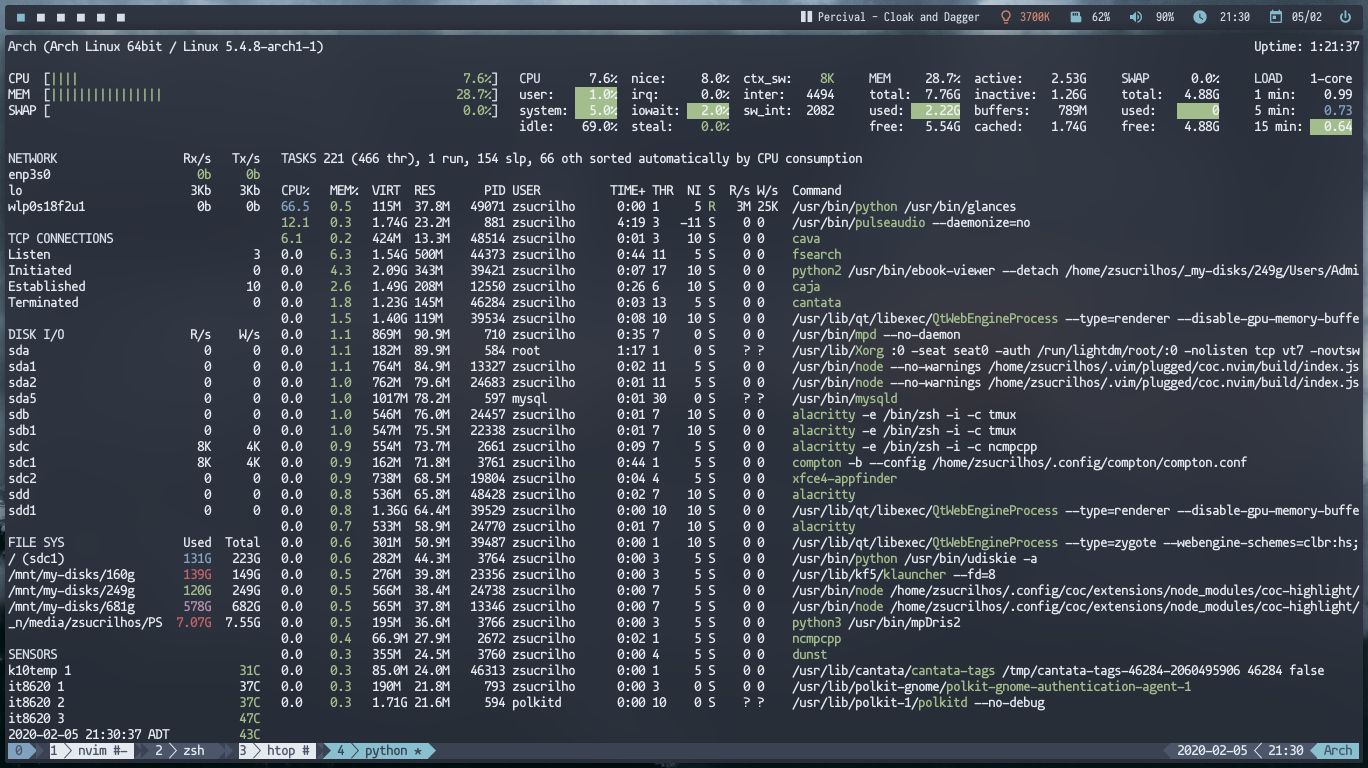 Percival - Cloak and Dagger 3700K 62% 90% 21:30 05/02
Arch (Arch Linux 64bit / Linux 5.4.8-arch1-1) Uptime: 1:21:37
CPU [|||| 7.6%] CPU 7.6% nice: 8.0% ctx_sw: 8K MEM 28.7% active: 2.53G SWAP 0.0% LOAD 1-core
MEM [|||||||||||||||| 28.7%] user: 1.0% irq: 0.0% inter: 4494 total: 7.76G inactive: 1.26G total: 4.88G 1 min: 0.99
SWAP [ 0.0%] system: 5.0% iowait: 2.0% sw_int: 2082 used: 2.22G buffers: 789M used: 0 5 min: 0.73
idle: 69.0% steal: 0.0% free: 5.54G cached: 1.74G free: 4.88G 15 min: 0.64
NETWORK Rx/s Tx/s TASKS 221 (466 thr), 1 run, 154 slp, 66 oth sorted automatically by CPU consumption
enp3s0 0b 0b
lo 3Kb 3Kb CPU% MEM% VIRT RES PID USER TIME+ THR NI S R/s W/s Command
wlp0s18f2u1 0b 0b 66.5 0.5 115M 37.8M 49071 zsucrilho 0:00 1 5 R 3M 25K /usr/bin/python /usr/bin/glances
12.1 0.3 1.74G 23.2M 881 zsucrilho 4:19 3 -11 S 0 0 /usr/bin/pulseaudio --daemonize=no
TCP CONNECTIONS 6.1 0.2 424M 13.3M 48514 zsucrilho 0:01 3 10 S 0 0 cava
Listen 3 0.0 6.3 1.54G 500M 44373 zsucrilho 0:44 11 5 S 0 0 fsearch
Initiated 0 0.0 4.3 2.09G 343M 39421 zsucrilho 0:07 17 10 S 0 0 python2 /usr/bin/ebook-viewer --detach /home/zsucrilhos/_my-disks/249g/Users/Admi
Established 10 0.0 2.6 1.49G 208M 12550 zsucrilho 0:26 6 10 S 0 0 caja
Terminated 0 0.0 1.8 1.23G 145M 46284 zsucrilho 0:03 13 5 S 0 0 cantata
0.0 1.5 1.40G 119M 39534 zsucrilho 0:08 10 10 S 0 0 /usr/lib/qt/libexec/QtWebEngineProcess --type=renderer --disable-gpu-memory-buffe
DISK I/O R/s W/s 0.0 1.1 869M 90.9M 710 zsucrilho 0:35 7 0 S 0 0 /usr/bin/mpd --no-daemon
sda 0 0 0.0 1.1 182M 89.9M 584 root 1:17 1 0 S ? ? /usr/lib/Xorg :0 -seat seat0 -auth /run/lightdm/root/:0 -nolisten tcp vt7 -novtsw
sda1 0 0 0.0 1.1 764M 84.9M 13327 zsucrilho 0:02 11 5 S 0 0 /usr/bin/node --no-warnings /home/zsucrilhos/.vim/plugged/coc.nvim/build/index.js
sda2 0 0 0.0 1.0 762M 79.6M 24683 zsucrilho 0:02 11 5 S 0 0 /usr/bin/node --no-warnings /home/zsucrilhos/.vim/plugged/coc.nvim/build/index.js
sda5 0 0 0.0 1.0 1017M 78.2M 597 mysql 0:01 30 0 S ? ? /usr/bin/mysqld
sdb 0 0 0.0 1.0 546M 76.0M 24457 zsucrilho 0:01 7 10 S 0 0 alacritty -e /bin/zsh -i -c tmux
sdb1 0 0 0.0 1.0 547M 75.5M 22338 zsucrilho 0:01 7 10 S 0 0 alacritty -e /bin/zsh -i -c tmux
sdc 8K 4K 0.0 0.9 554M 73.7M 2661 zsucrilho 0:09 7 5 S 0 0 alacritty -e /bin/zsh -i -c ncmpcpp
sdc1 8K 4K 0.0 0.9 162M 71.8M 3761 zsucrilho 0:44 1 5 S 0 0 compton -b --config /home/zsucrilhos/.config/compton/compton.conf
sdc2 0 0 0.0 0.9 738M 68.5M 19804 zsucrilho 0:04 4 5 S 0 0 xfce4-appfinder
sdd 0 0 0.0 0.8 536M 65.8M 48428 zsucrilho 0:02 7 10 S 0 0 alacritty
sdd1 0 0 0.0 0.8 1.36G 64.4M 39529 zsucrilho 0:00 10 10 S 0 0 /usr/lib/qt/libexec/QtWebEngineProcess --type=renderer --disable-gpu-memory-buffe
0.0 0.7 533M 58.9M 24770 zsucrilho 0:01 7 10 S 0 0 alacritty
FILE SYS Used Total 0.0 0.6 301M 50.9M 39487 zsucrilho 0:00 1 10 S 0 0 /usr/lib/qt/libexec/QtWebEngineProcess --type=zygote --webengine-schemes=clbr:hs;
/ (sdc1) 131G 223G 0.0 0.6 282M 44.3M 3764 zsucrilho 0:00 3 5 S 0 0 /usr/bin/python /usr/bin/udiskie -a
/mnt/my-disks/160g 139G 149G 0.0 0.5 276M 39.8M 23356 zsucrilho 0:00 3 5 S 0 0 /usr/lib/kf5/klauncher --fd=8
/mnt/my-disks/249g 120G 249G 0.0 0.5 566M 38.4M 24738 zsucrilho 0:00 7 5 S 0 0 /usr/bin/node /home/zsucrilhos/.config/coc/extensions/node_modules/coc-highlight/
/mnt/my-disks/681g 578G 682G 0.0 0.5 565M 37.8M 13346 zsucrilho 0:00 7 5 S 0 0 /usr/bin/node /home/zsucrilhos/.config/coc/extensions/node_modules/coc-highlight/
_n/media/zsucrilhos/PS 7.07G 7.55G 0.0 0.5 195M 36.6M 3766 zsucrilho 0:00 3 5 S 0 0 python3 /usr/bin/mpDris2
0.0 0.4 66.9M 27.9M 2672 zsucrilho 0:02 1 5 S 0 0 ncmpcpp
SENSORS 0.0 0.3 355M 24.5M 3760 zsucrilho 0:00 4 5 S 0 0 dunst
k10temp 1 31C 0.0 0.3 85.0M 24.0M 46313 zsucrilho 0:00 1 5 S 0 0 /usr/lib/cantata/cantata-tags /tmp/cantata-tags-46284-2060495906 46284 false
it8620 1 37C 0.0 0.3 190M 21.8M 793 zsucrilho 0:00 3 0 S 0 0 /usr/lib/polkit-gnome/polkit-gnome-authentication-agent-1
it8620 2 37C 0.0 0.3 1.71G 21.6M 594 polkitd 0:00 10 0 S ? ? /usr/lib/polkit-1/polkitd --no-debug
it8620 3 47C
2020-02-05 21:30:37 ADT 43C
0 1 nvim #- 2 zsh 3 htop # 4 python * 2020-02-05 21:30 Arch